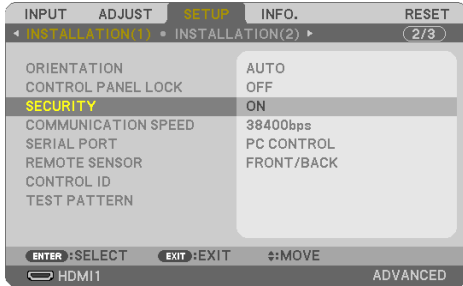 INPUT ADJUST SETUP INFO. RESET
INSTALLATION(1) INSTALLATION(2) (2/3)
ORIENTATION AUTO
CONTROL PANEL LOCK OFF
SECURITY ON
COMMUNICATION SPEED 38400bps
SERIAL PORT PC CONTROL
REMOTE SENSOR FRONT/BACK
CONTROL ID
TEST PATTERN
ENTER :SELECT EXIT :EXIT :MOVE
HDMI1 ADVANCED